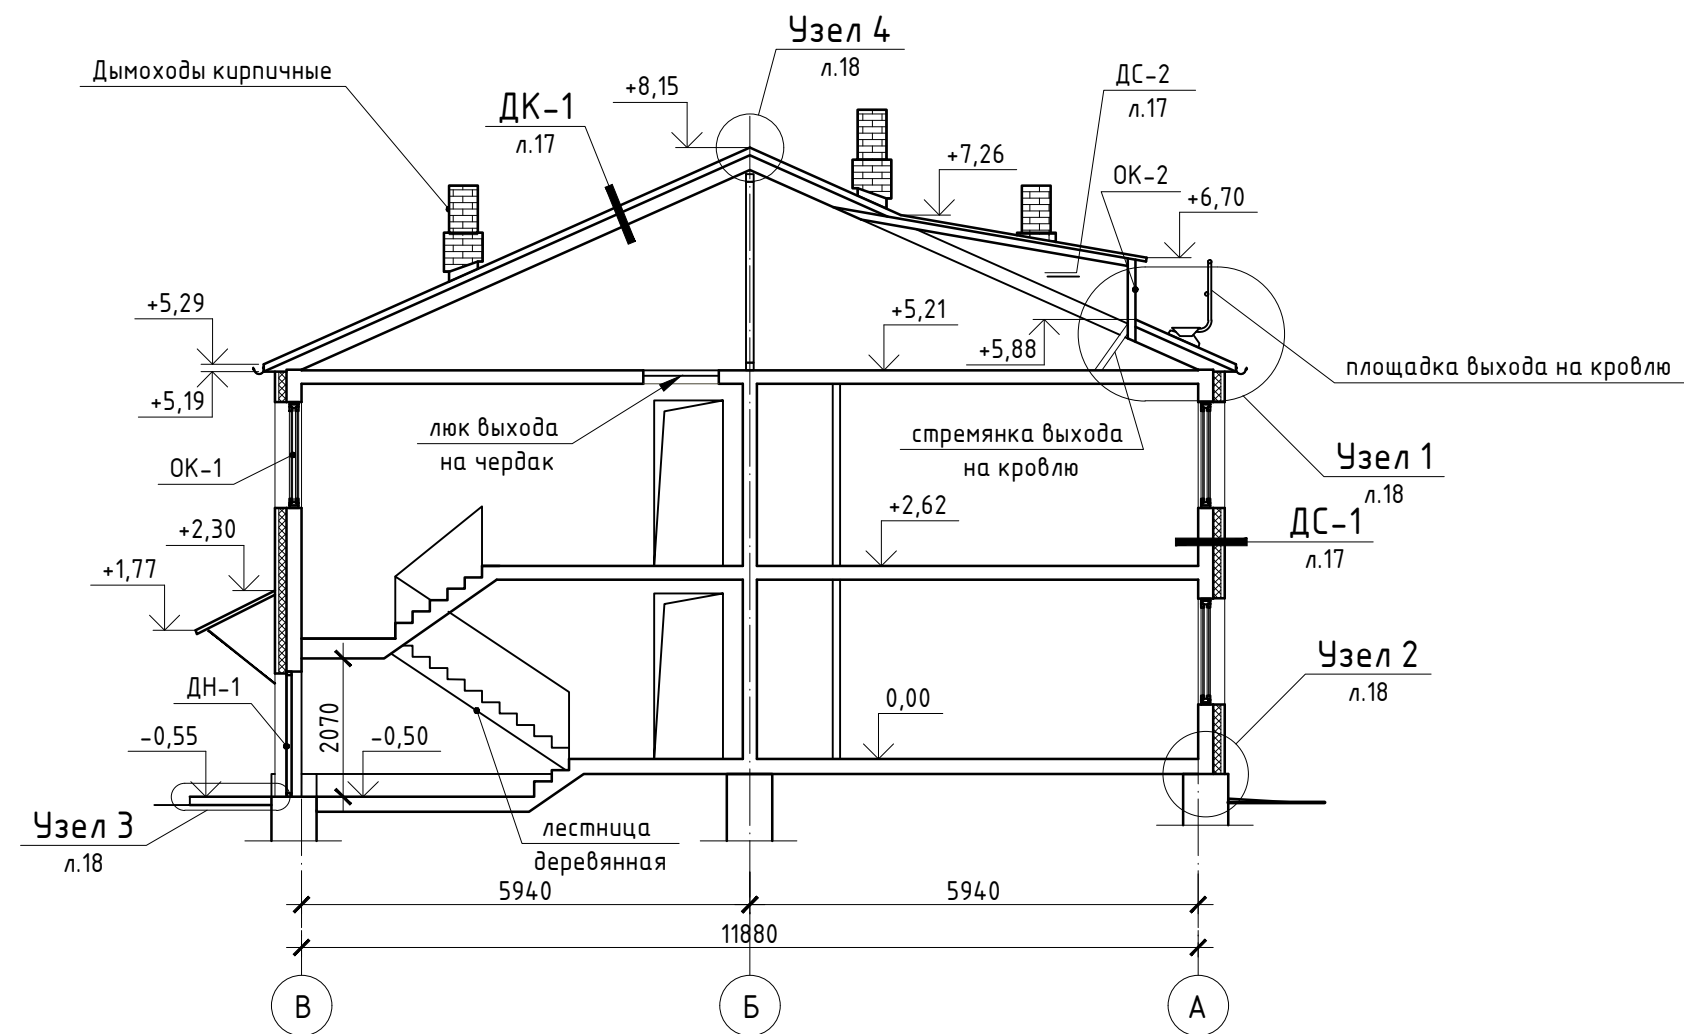 Узел 4
л.18
Дымоходы кирпичные
ДК-1
л.17
+8,15
ДС-2
л.17
+7,26
ОК-2
+6,70
+5,29
+5,21
+5,88
+5,19
площадка выхода на кровлю
люк выхода
на чердак
стремянка выхода
на кровлю
Узел 1
л.18
ОК-1
+2,62
ДС-1
л.17
+2,30
+1,77
Узел 2
л.18
ДН-1
0,00
2070
-0,55
-0,50
Узел 3
л.18
лестница
деревянная
5940
5940
11880
В
Б
А